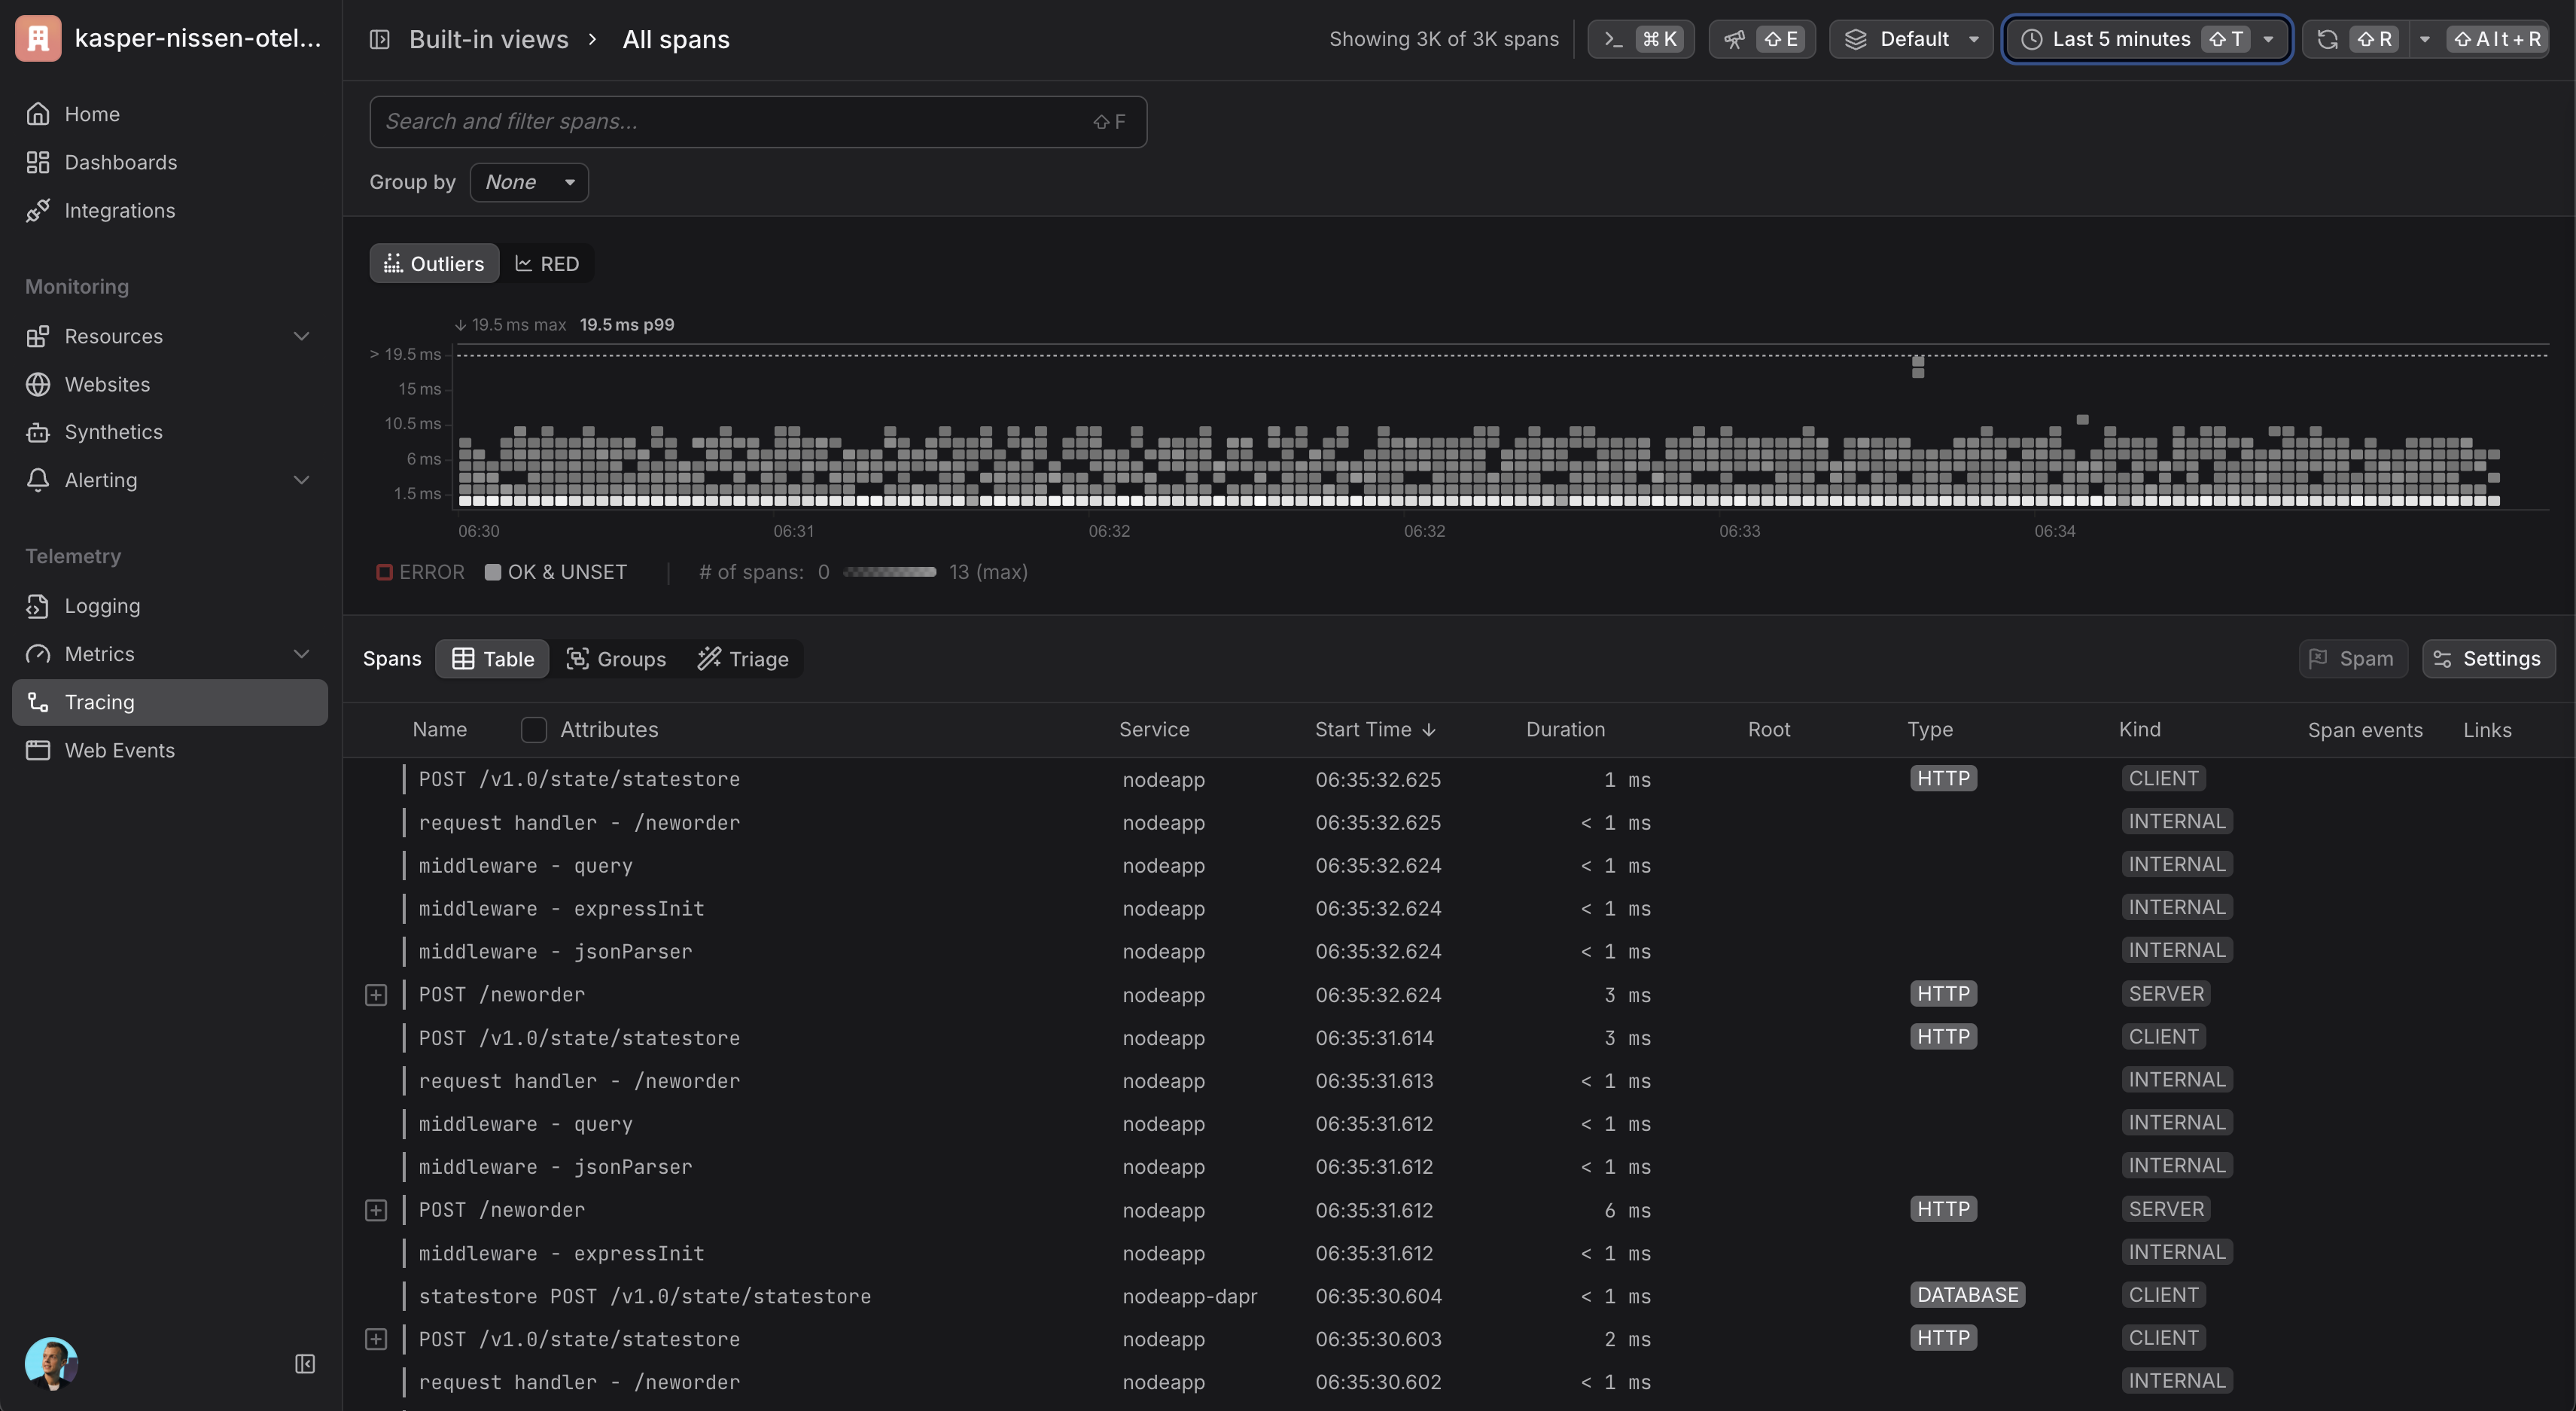 kasper-nissen-otel...
Home
Dashboards
Integrations
Monitoring
Resources
Websites
Synthetics
Alerting
Telemetry
Logging
Metrics
Tracing
Web Events
Built-in views > All spans
Showing 3K of 3K spans
⌘K
⇧E
Default
Last 5 minutes ⇧T
⇧R
⇧Alt+R
Search and filter spans... ⇧F
Group by None
Outliers RED
↓ 19.5 ms max 19.5 ms p99
> 19.5 ms
15 ms
10.5 ms
6 ms
1.5 ms
06:30 06:31 06:32 06:32 06:33 06:34
ERROR OK & UNSET # of spans: 0 13 (max)
Spans Table Groups Triage Spam Settings
Name Attributes Service Start Time ↓ Duration Root Type Kind Span events Links
POST /v1.0/state/statestore nodeapp 06:35:32.625 1 ms HTTP CLIENT
request handler - /neworder nodeapp 06:35:32.625 < 1 ms INTERNAL
middleware - query nodeapp 06:35:32.624 < 1 ms INTERNAL
middleware - expressInit nodeapp 06:35:32.624 < 1 ms INTERNAL
middleware - jsonParser nodeapp 06:35:32.624 < 1 ms INTERNAL
POST /neworder nodeapp 06:35:32.624 3 ms HTTP SERVER
POST /v1.0/state/statestore nodeapp 06:35:31.614 3 ms HTTP CLIENT
request handler - /neworder nodeapp 06:35:31.613 < 1 ms INTERNAL
middleware - query nodeapp 06:35:31.612 < 1 ms INTERNAL
middleware - jsonParser nodeapp 06:35:31.612 < 1 ms INTERNAL
POST /neworder nodeapp 06:35:31.612 6 ms HTTP SERVER
middleware - expressInit nodeapp 06:35:31.612 < 1 ms INTERNAL
statestore POST /v1.0/state/statestore nodeapp-dapr 06:35:30.604 < 1 ms DATABASE CLIENT
POST /v1.0/state/statestore nodeapp 06:35:30.603 2 ms HTTP CLIENT
request handler - /neworder nodeapp 06:35:30.602 < 1 ms INTERNAL